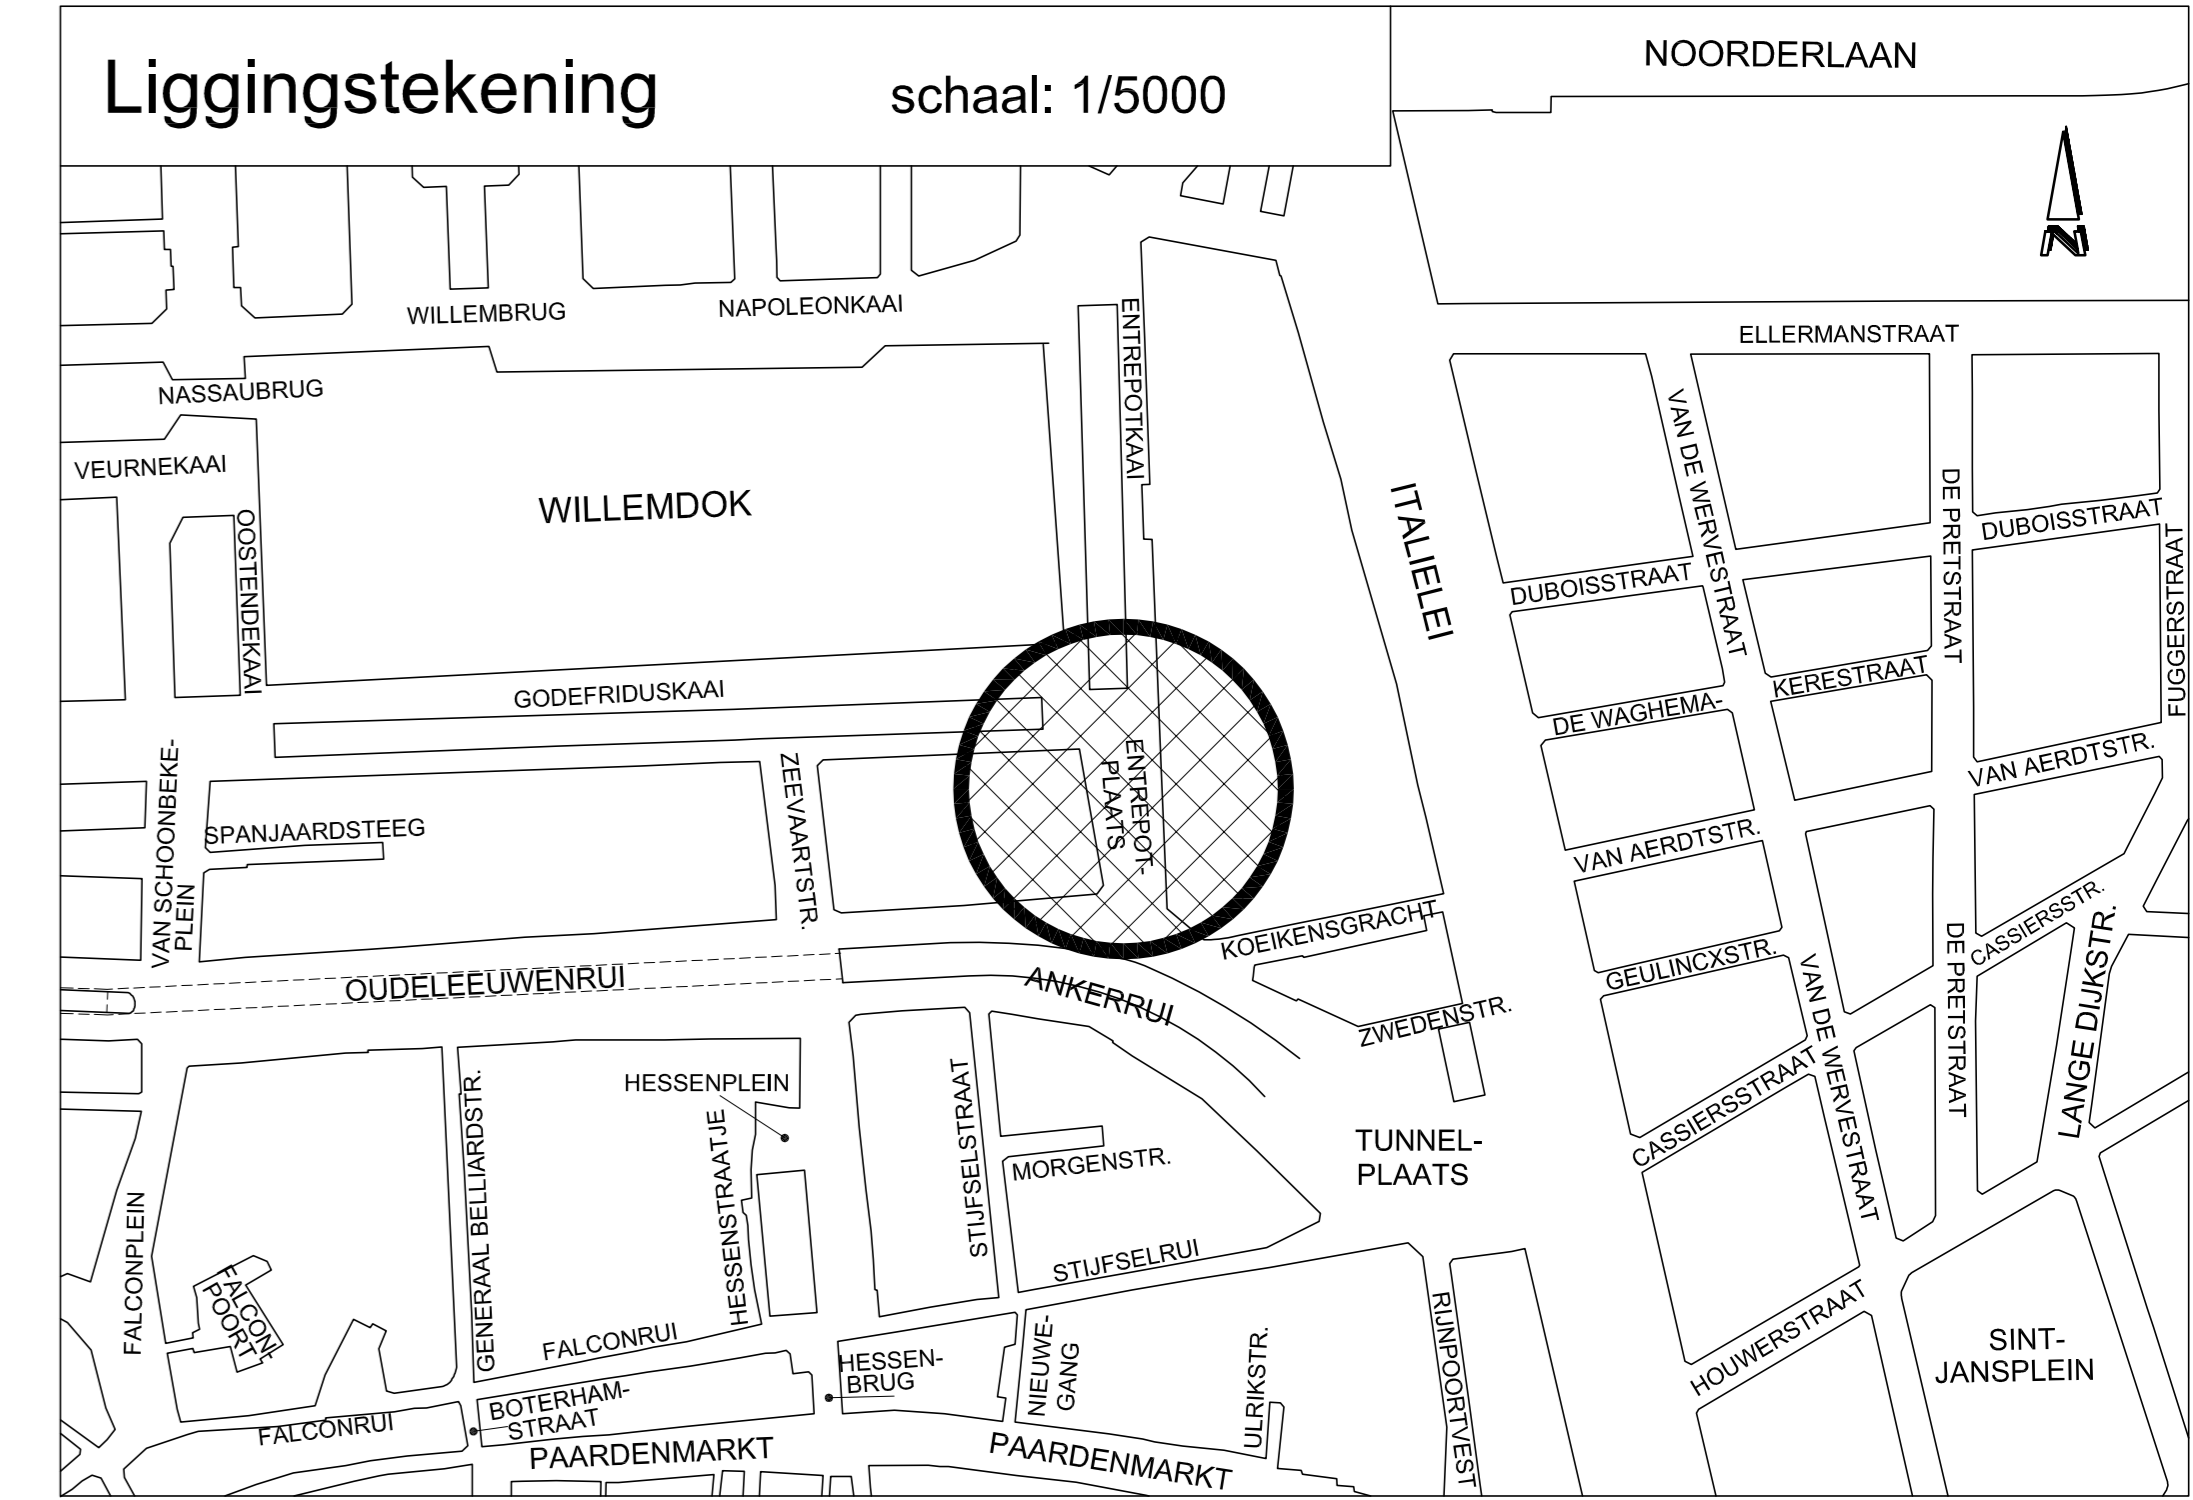 Liggingstekening schaal: 1/5000
NOORDERLAAN
N
WILLEMBRUG
NAPOLEONKAAI
ENTREPOTKAAI
ELLERMANSTRAAT
NASSAUBRUG
VEURNEKAAI
WILLEMDOK
OOSTENDEKAAI
ITALIELEI
VAN DE WERVESTRAAT
DE PRETSTRAAT
DUBOISSTRAAT
FUGGERSTRAAT
DUBOISSTRAAT
KERESTRAAT
DE WAGHEMA-
GODEFRIDUSKAAI
VAN SCHOONBEKE-
PLEIN
ZEEVAARTSTR.
ENTREPOT-
PLAATS
VAN AERDTSTR.
SPANJAARDSTEEG
VAN AERDTSTR.
CASSIERSSTR.
KOEIKENSGRACHT
GEULINCXSTR.
LANGE DIJKSTR.
DE PRETSTRAAT
VAN DE WERVESTRAAT
OUDELEEUWENRUI
ANKERRUI
ZWEDENSTR.
HESSENPLEIN
CASSIERSSTRAAT
GENERAAL BELLIARDSTR.
HESSENSTRAATJE
STIJFSELSTRAAT
MORGENSTR.
TUNNEL-
PLAATS
FALCONPLEIN
FALCON-
POORT
STIJFSELRUI
FALCONRUI
HESSEN-
BRUG
NIEUWE-
GANG
ULRIKSTR.
RIJNPOORTVEST
HOUWERSTRAAT
SINT-
JANSPLEIN
BOTERHAM-
STRAAT
FALCONRUI
PAARDENMARKT
PAARDENMARKT